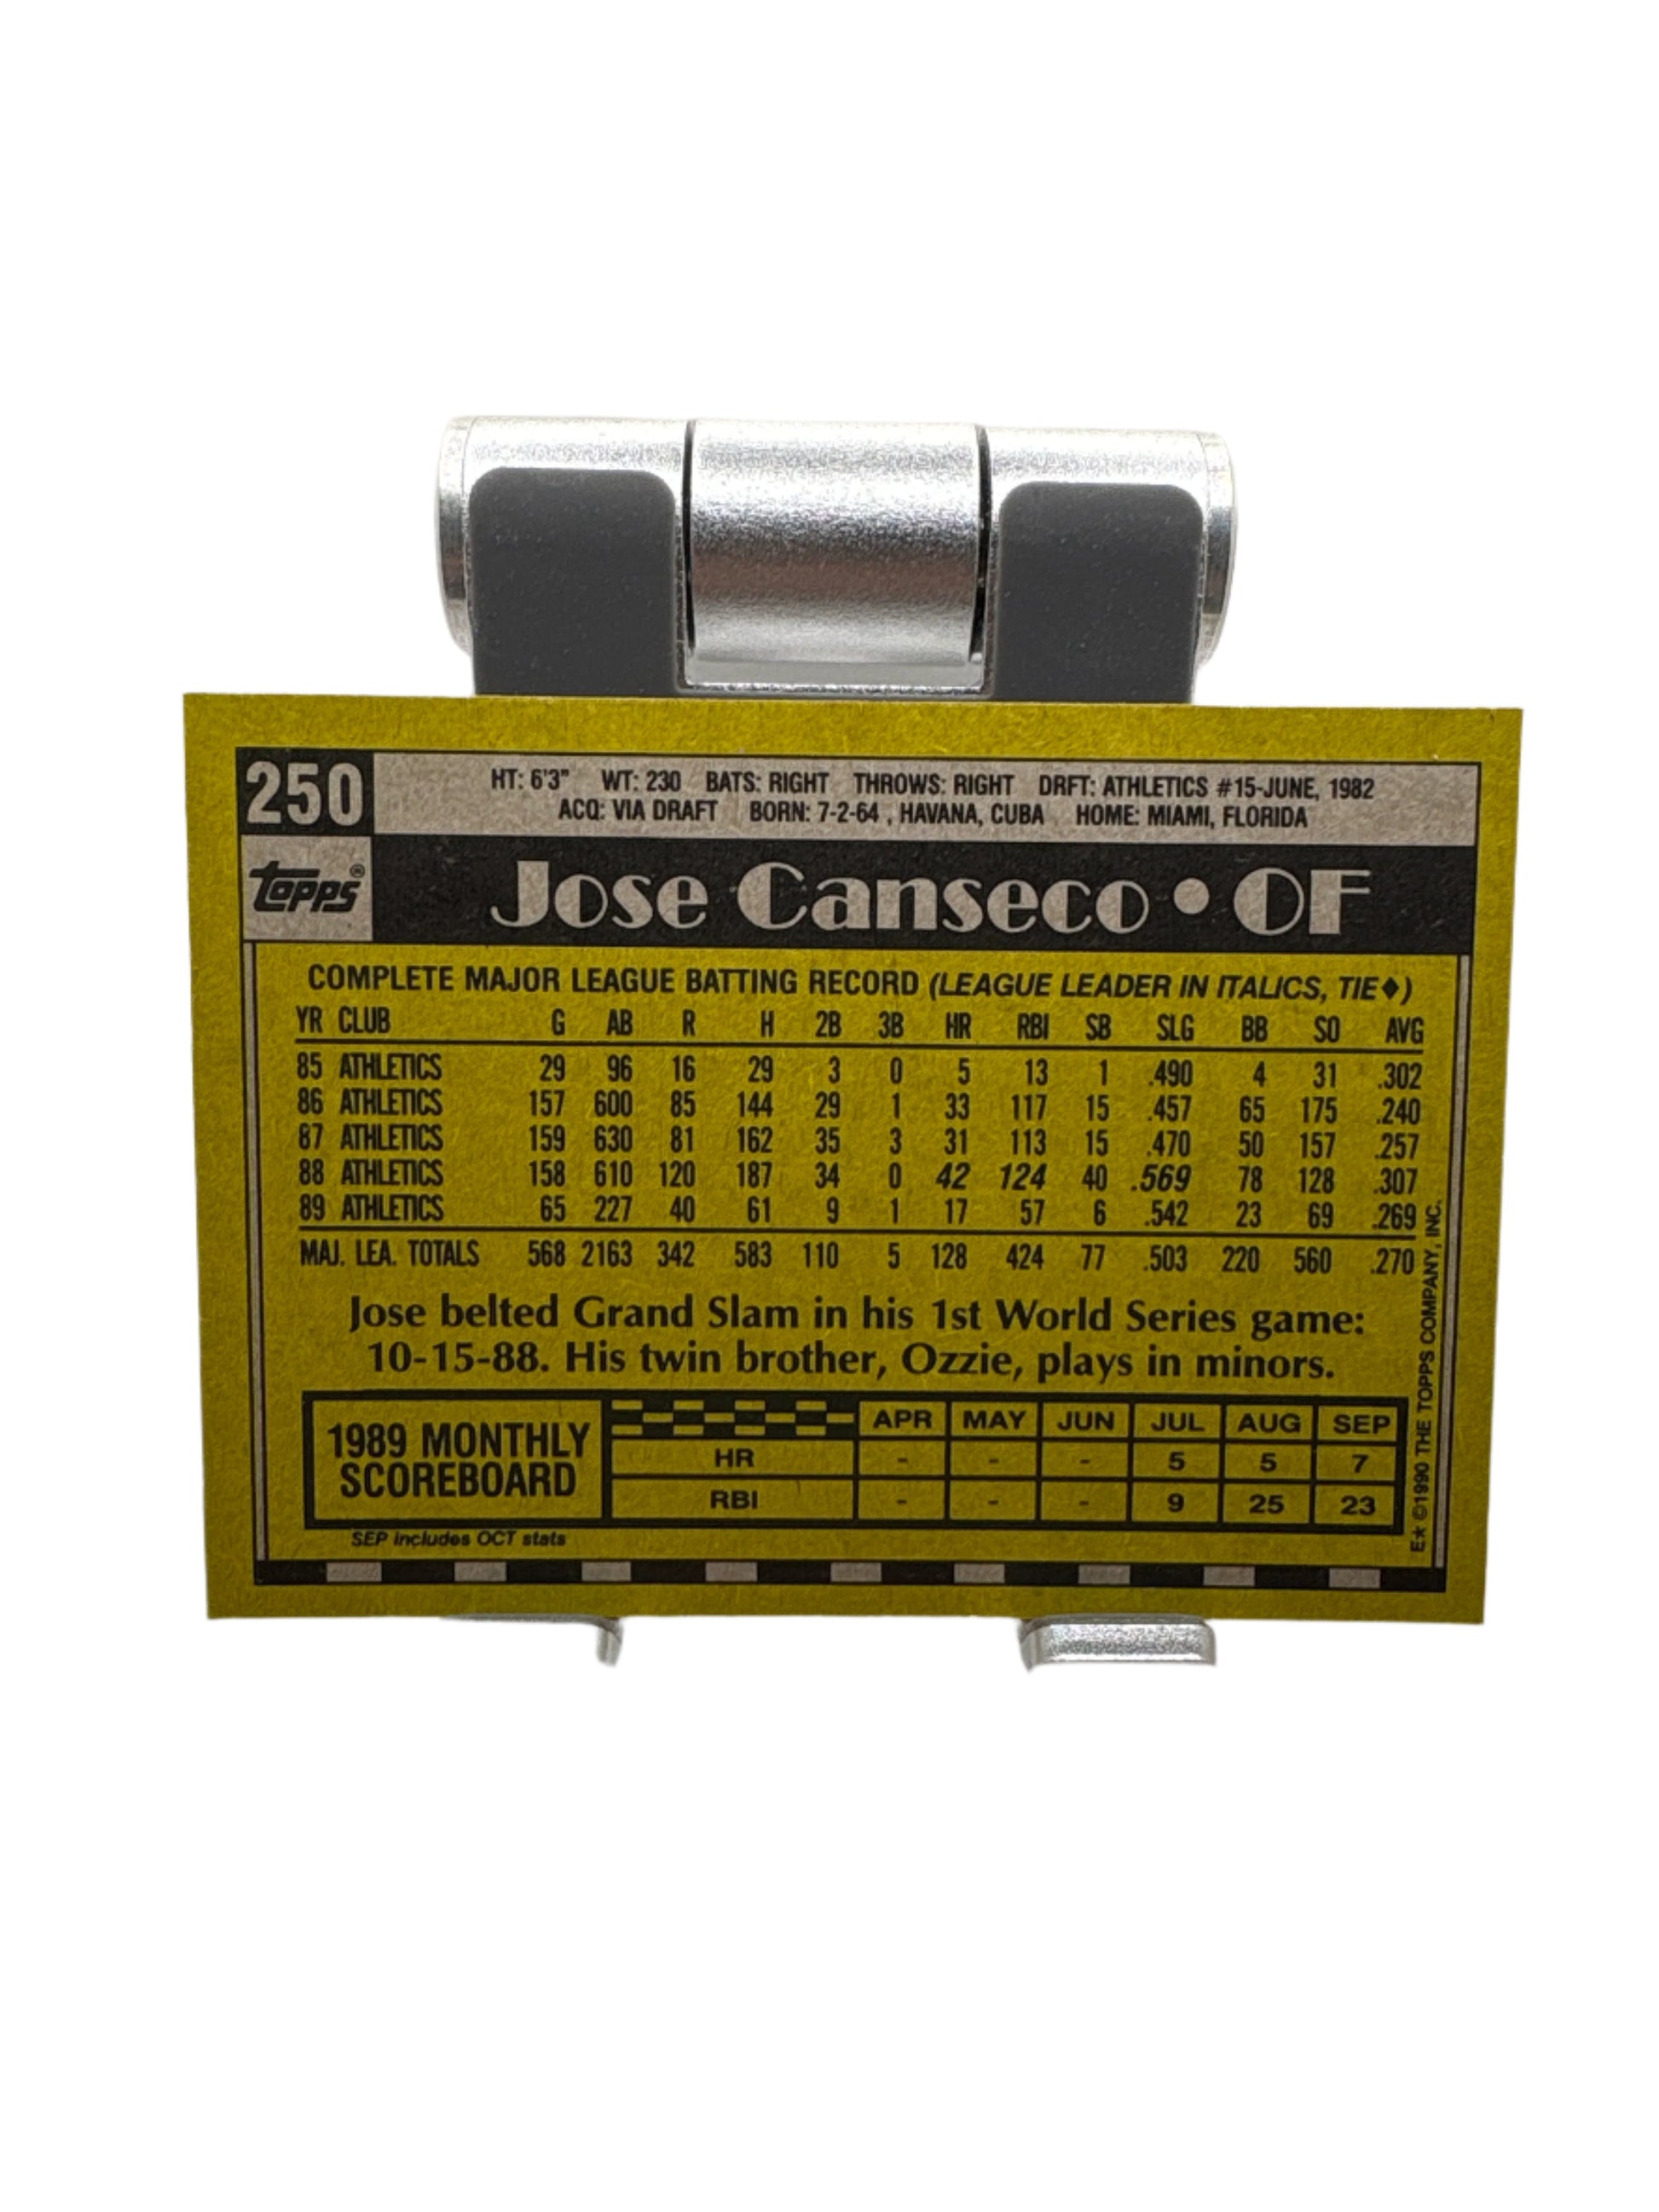 250
HT: 6'3" WT: 230 BATS: RIGHT THROWS: RIGHT DRFT: ATHLETICS #15-JUNE, 1982
ACQ: VIA DRAFT BORN: 7-2-64 , HAVANA, CUBA HOME: MIAMI, FLORIDA
topps®
Jose Canseco • OF
COMPLETE MAJOR LEAGUE BATTING RECORD (LEAGUE LEADER IN ITALICS, TIE♦)
YR CLUB G AB R H 2B 3B HR RBI SB SLG BB SO AVG
85 ATHLETICS 29 96 16 29 3 0 5 13 1 .490 4 31 .302
86 ATHLETICS 157 600 85 144 29 1 33 117 15 .457 65 175 .240
87 ATHLETICS 159 630 81 162 35 3 31 113 15 .470 50 157 .257
88 ATHLETICS 158 610 120 187 34 0 42 124 40 .569 78 128 .307
89 ATHLETICS 65 227 40 61 9 1 17 57 6 .542 23 69 .269
MAJ. LEA. TOTALS 568 2163 342 583 110 5 128 424 77 .503 220 560 .270
Jose belted Grand Slam in his 1st World Series game:
10-15-88. His twin brother, Ozzie, plays in minors.
1989 MONTHLY
SCOREBOARD
APR MAY JUN JUL AUG SEP
HR - - - 5 5 7
RBI - - - 9 25 23
SEP includes OCT stats
E★ ©1990 THE TOPPS COMPANY, INC.